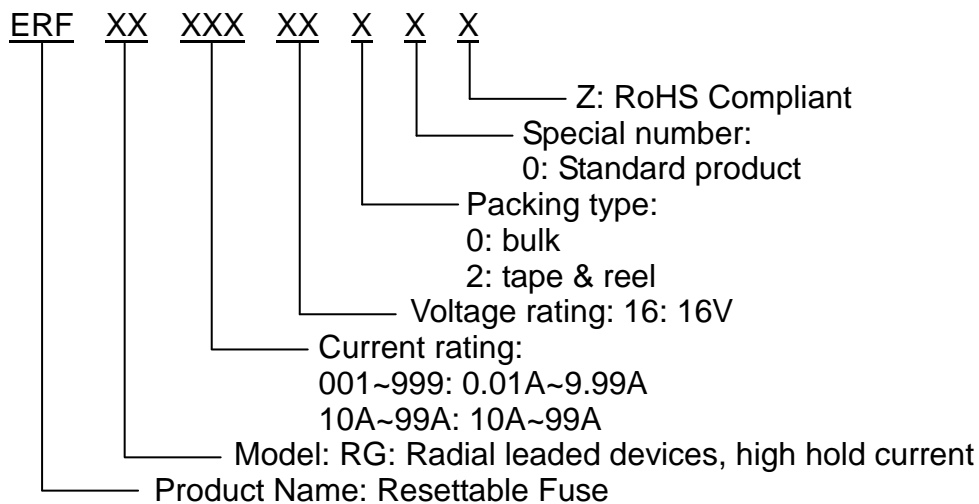 ERF XX XXX XX X X X
Z: RoHS Compliant
Special number:
0: Standard product
Packing type:
0: bulk
2: tape & reel
Voltage rating: 16: 16V
Current rating:
001~999: 0.01A~9.99A
10A~99A: 10A~99A
Model: RG: Radial leaded devices, high hold current
Product Name: Resettable Fuse